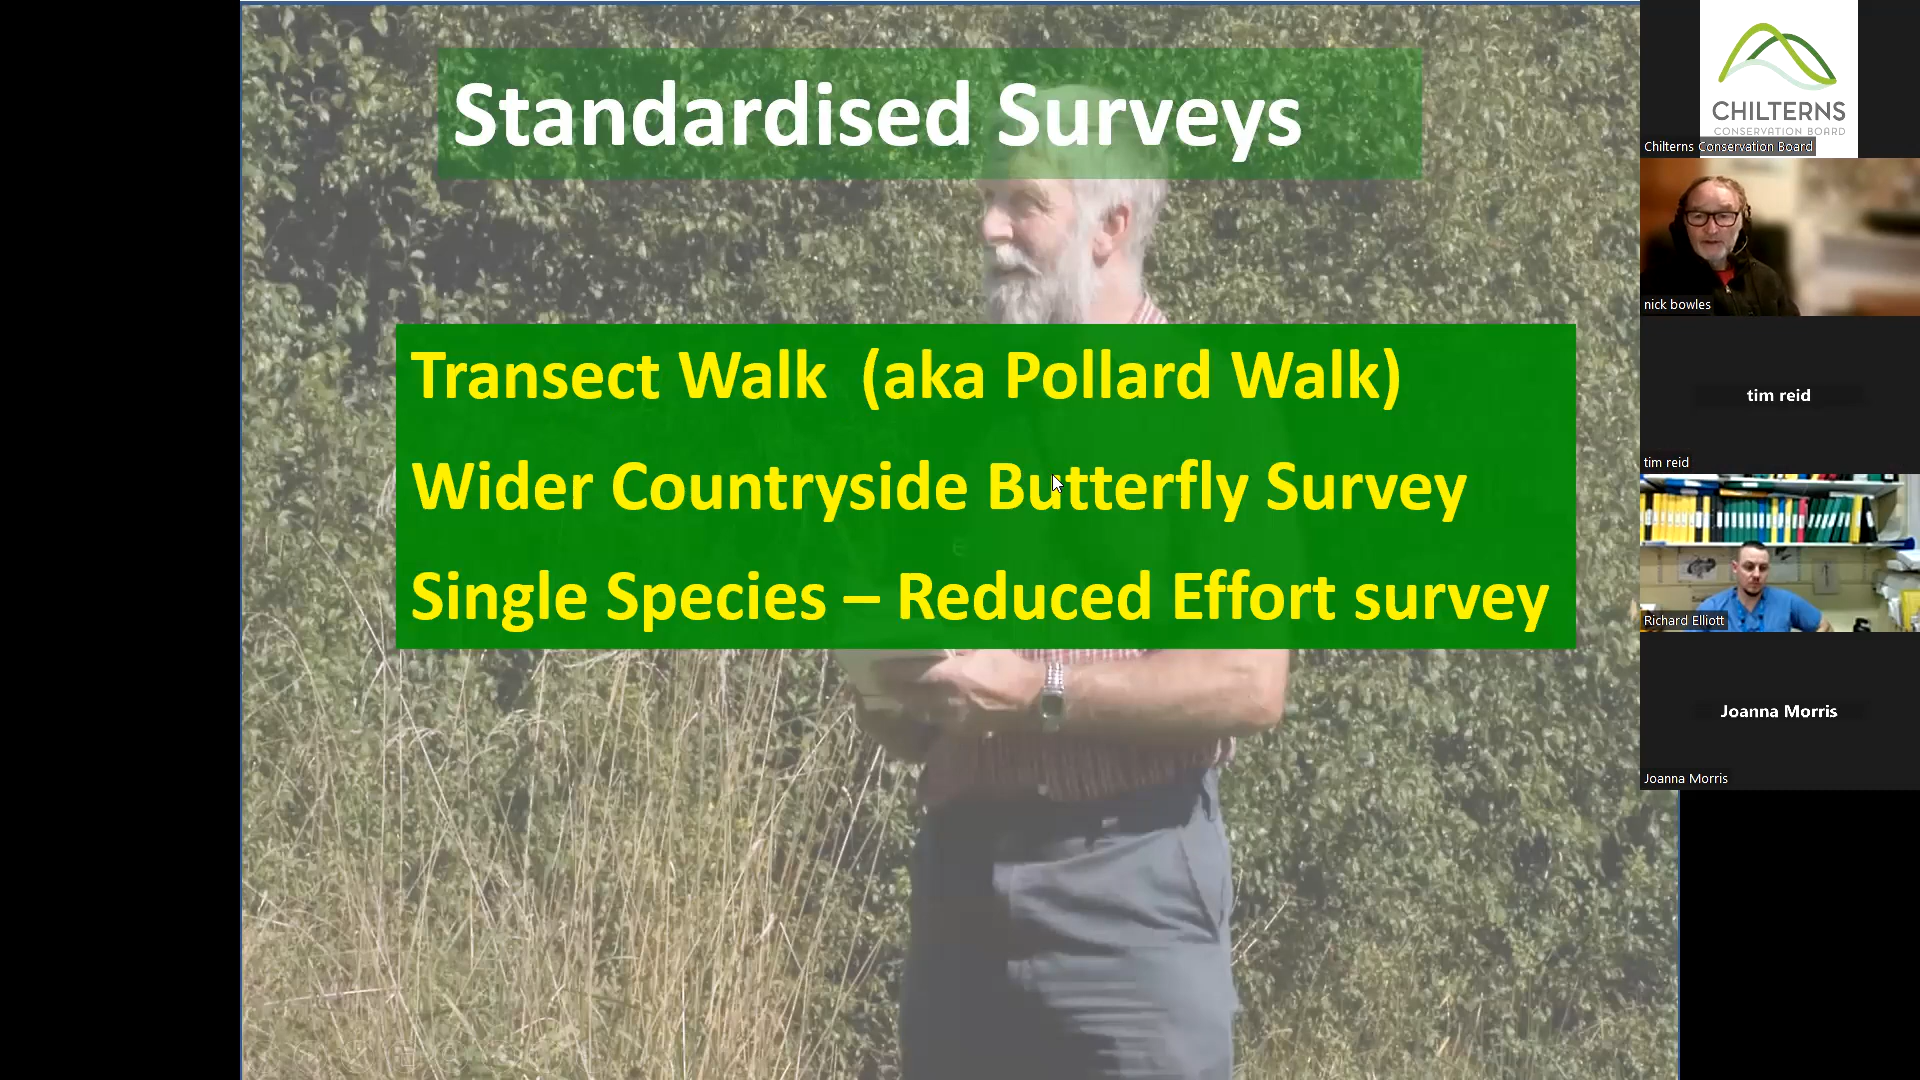 Standardised Surveys
Transect Walk (aka Pollard Walk)
Wider Countryside Butterfly Survey
Single Species – Reduced Effort survey
CHILTERNS
CONSERVATION BOARD
Chilterns Conservation Board
nick bowles
tim reid
tim reid
Richard Elliott
Joanna Morris
Joanna Morris